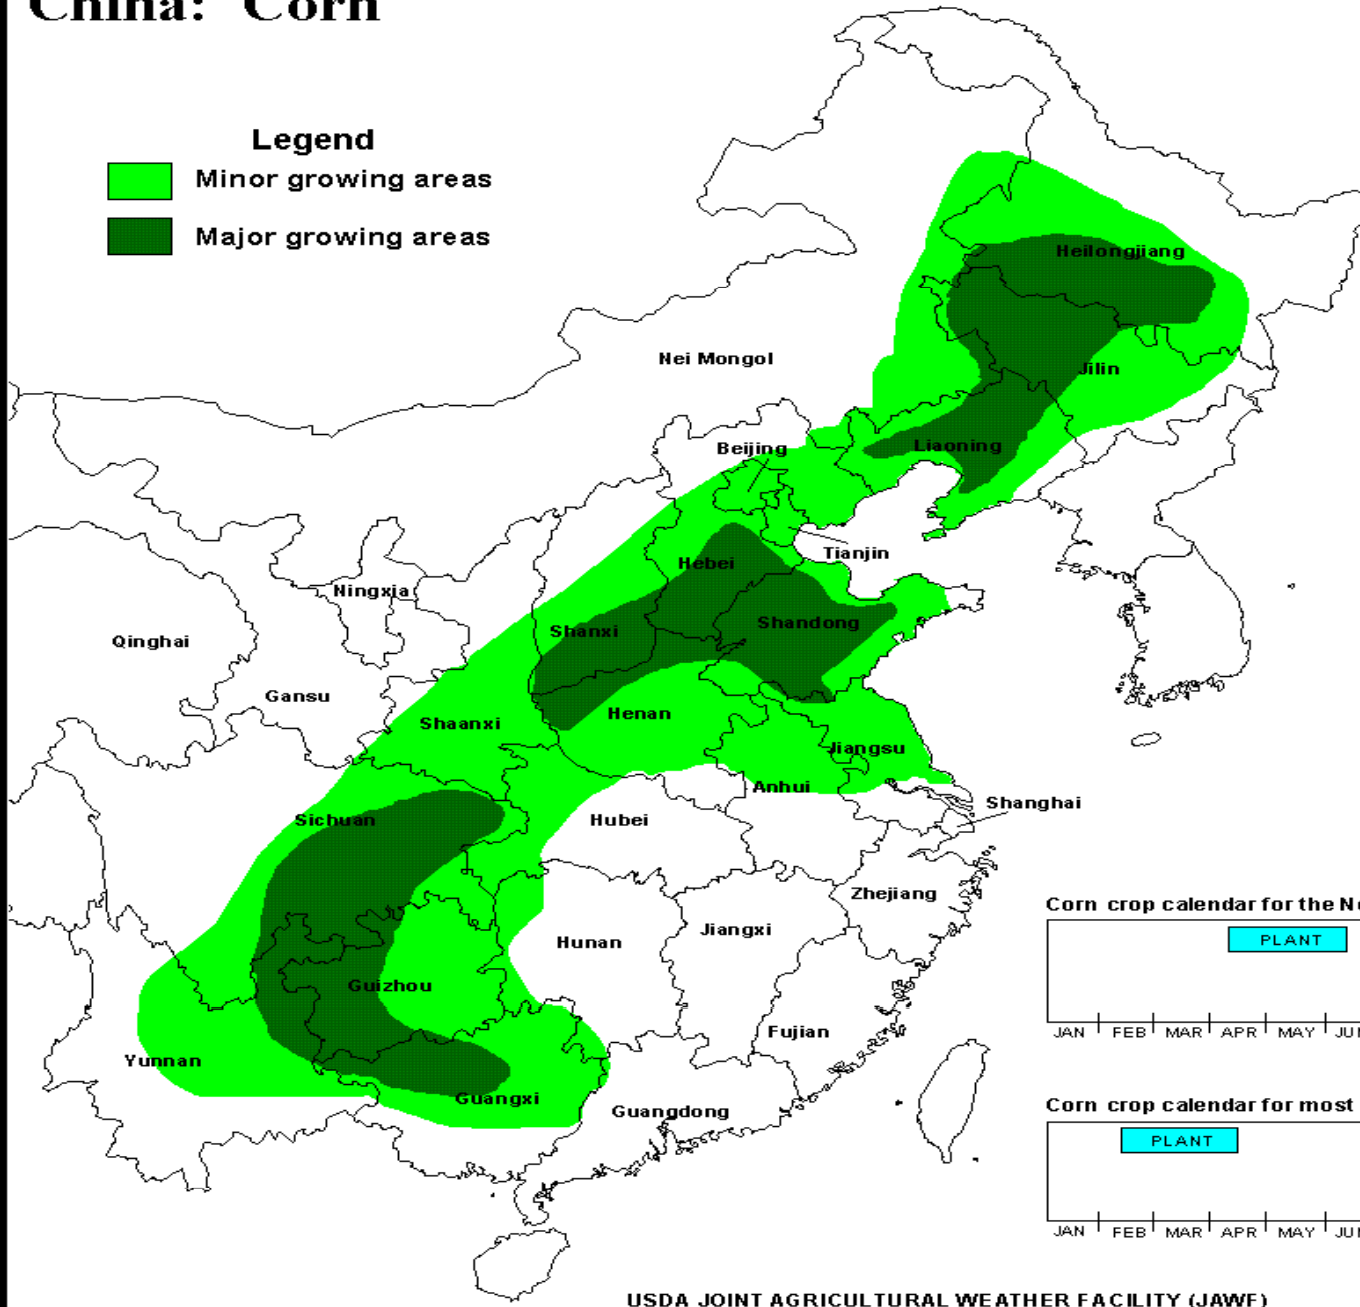 China: Corn
Legend
Minor growing areas
Major growing areas
Heilongjiang
Nei Mongol
Jilin
Beijing
Liaoning
Tianjin
Hebei
Ningxia
Shandong
Shanxi
Qinghai
Gansu
Henan
Shaanxi
Jiangsu
Anhui
Shanghai
Sichuan
Hubei
Zhejiang
Jiangxi
Hunan
Guizhou
Fujian
Yunnan
Guangxi
Guangdong
Corn crop calendar for the
PLANT
JAN FEB MAR APR MAY JUN
Corn crop calendar for most
PLANT
JAN FEB MAR APR MAY JUN
USDA JOINT AGRICULTURAL WEATHER FACILITY (JAWF)